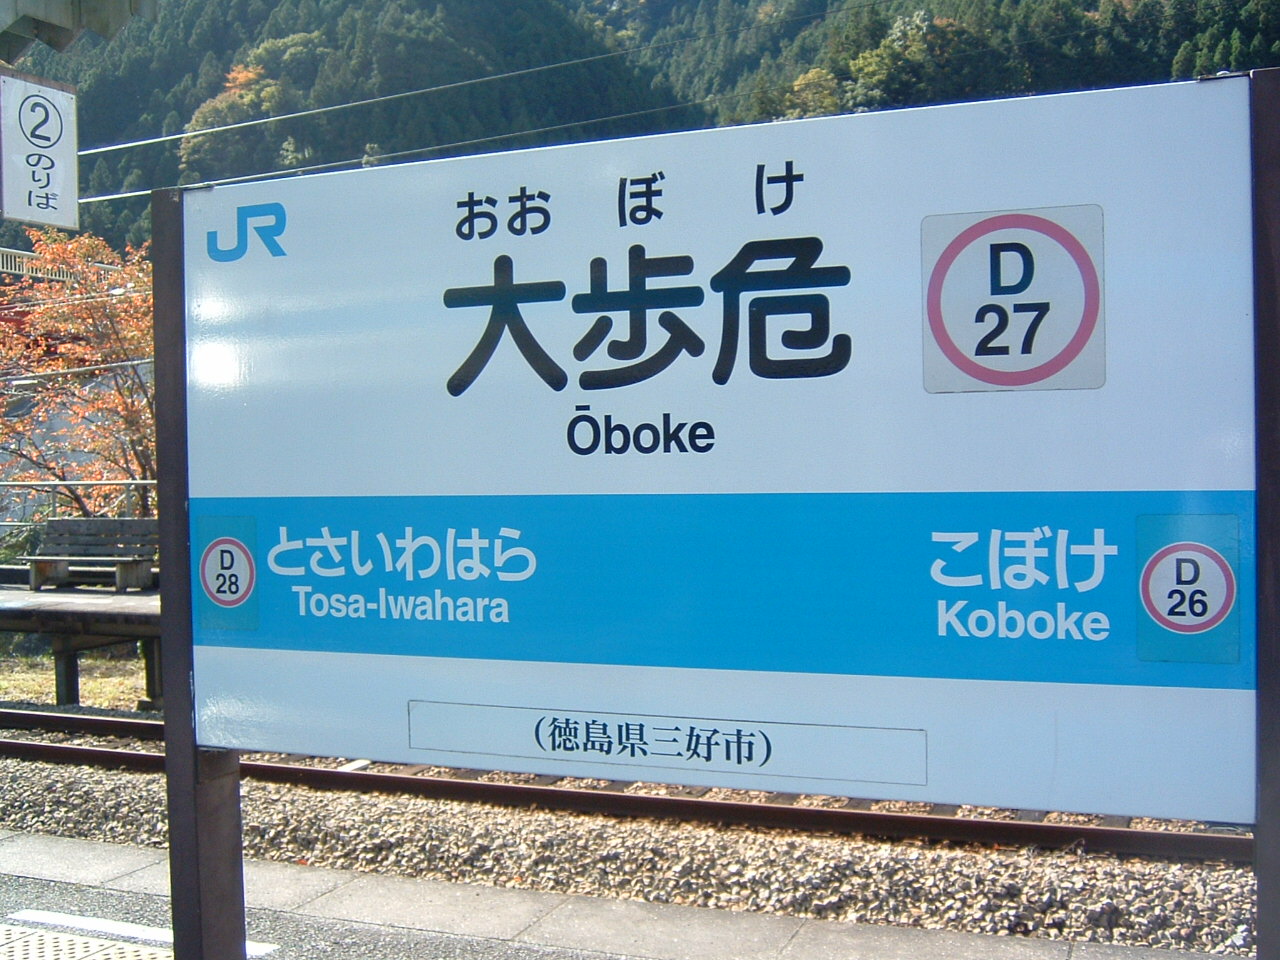 ②のりば
JR
おおぼけ
大歩危
Ōboke
D
27
D
28
とさいわはら
Tosa-Iwahara
こぼけ
Koboke
D
26
(徳島県三好市)